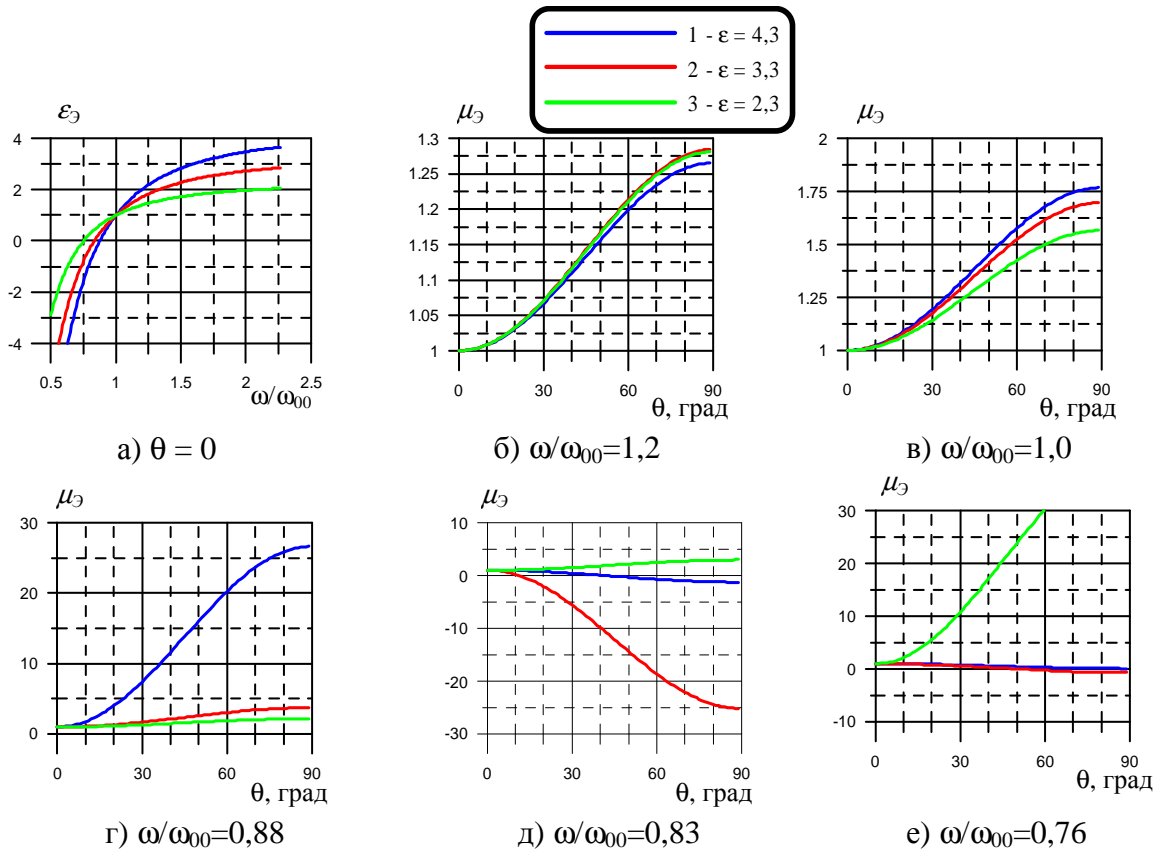 1 - ε = 4,3
2 - ε = 3,3
3 - ε = 2,3
εЭ
4
2
0
-2
-4
0.5
1
1.5
2
2.5
ω/ω00
а) θ = 0
μЭ
1.3
1.25
1.2
1.15
1.1
1.05
1
0
30
60
90
θ, град
б) ω/ω00=1,2
μЭ
2
1.75
1.5
1.25
1
0
30
60
90
θ, град
в) ω/ω00=1,0
μЭ
30
20
10
0
0
30
60
90
θ, град
г) ω/ω00=0,88
μЭ
10
0
-10
-20
-30
0
30
60
90
θ, град
д) ω/ω00=0,83
μЭ
30
20
10
0
-10
0
30
60
90
θ, град
е) ω/ω00=0,76